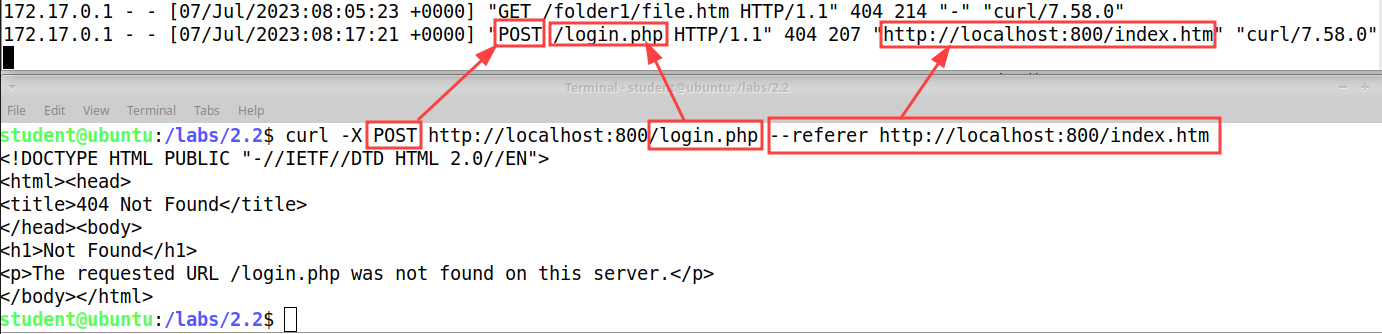 172.17.0.1 - - [07/Jul/2023:08:05:23 +0000] "GET /folder1/file.htm HTTP/1.1" 404 214 "-" "curl/7.58.0"
172.17.0.1 - - [07/Jul/2023:08:17:21 +0000] "POST /login.php HTTP/1.1" 404 207 "http://localhost:800/index.htm" "curl/7.58.0"
Terminal - student@ubuntu: /labs/2.2
File Edit View Terminal Tabs Help
student@ubuntu:/labs/2.2$ curl -X POST http://localhost:800/login.php --referer http://localhost:800/index.htm
<!DOCTYPE HTML PUBLIC "-//IETF//DTD HTML 2.0//EN">
<html><head>
<title>404 Not Found</title>
</head><body>
<h1>Not Found</h1>
<p>The requested URL /login.php was not found on this server.</p>
</body></html>
student@ubuntu:/labs/2.2$